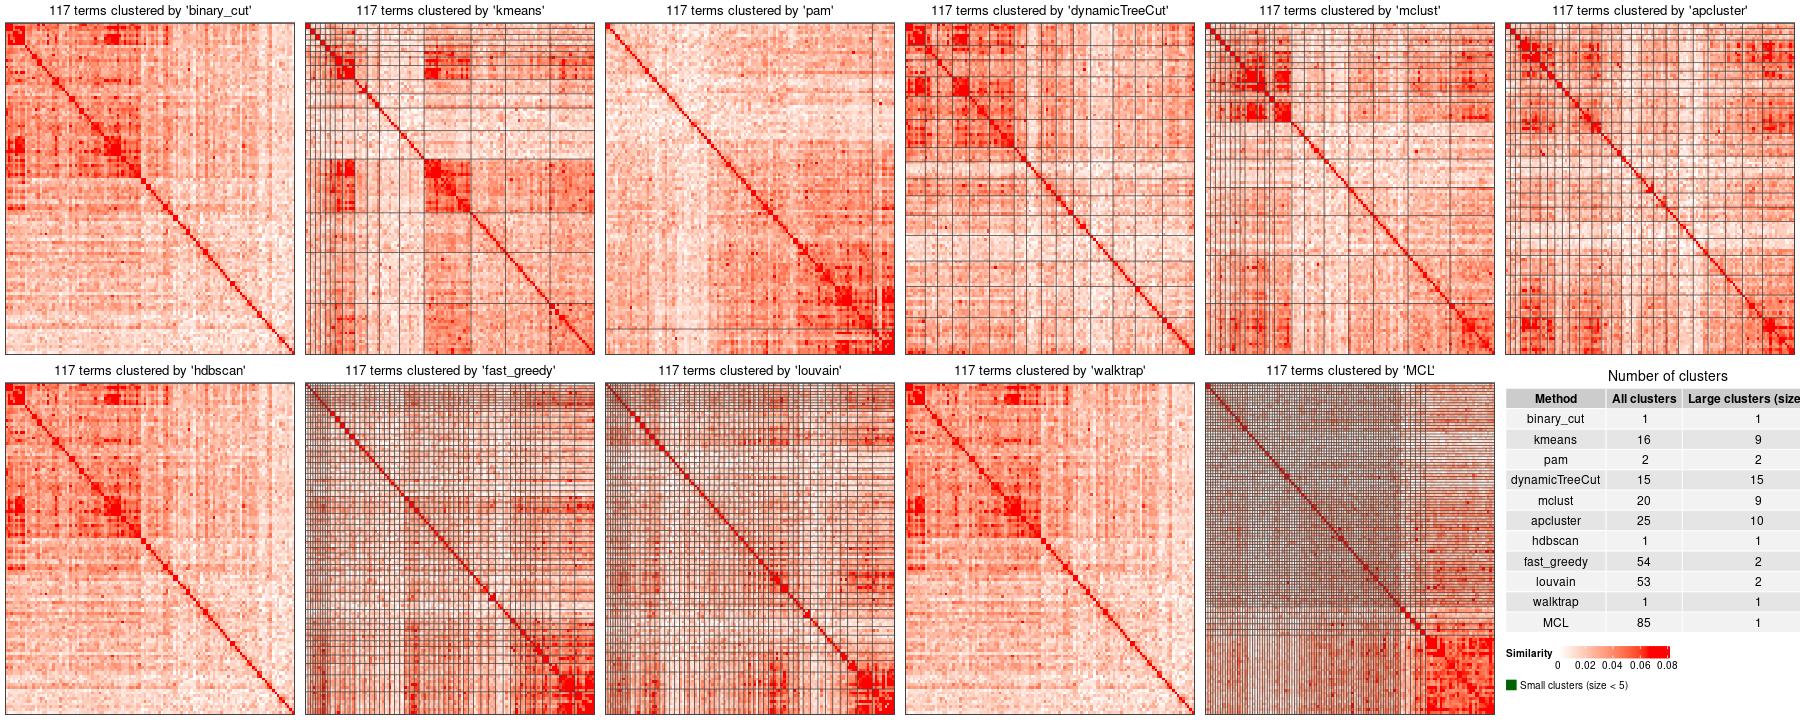 117 terms clustered by 'binary_cut'
117 terms clustered by 'kmeans'
117 terms clustered by 'pam'
117 terms clustered by 'dynamicTreeCut'
117 terms clustered by 'mclust'
117 terms clustered by 'apcluster'
117 terms clustered by 'hdbscan'
117 terms clustered by 'fast_greedy'
117 terms clustered by 'louvain'
117 terms clustered by 'walktrap'
117 terms clustered by 'MCL'
Number of clusters
Method All clusters Large clusters (size
binary_cut 1 1
kmeans 16 9
pam 2 2
dynamicTreeCut 15 15
mclust 20 9
apcluster 25 10
hdbscan 1 1
fast_greedy 54 2
louvain 53 2
walktrap 1 1
MCL 85 1
Similarity
0 0.02 0.04 0.06 0.08
Small clusters (size < 5)